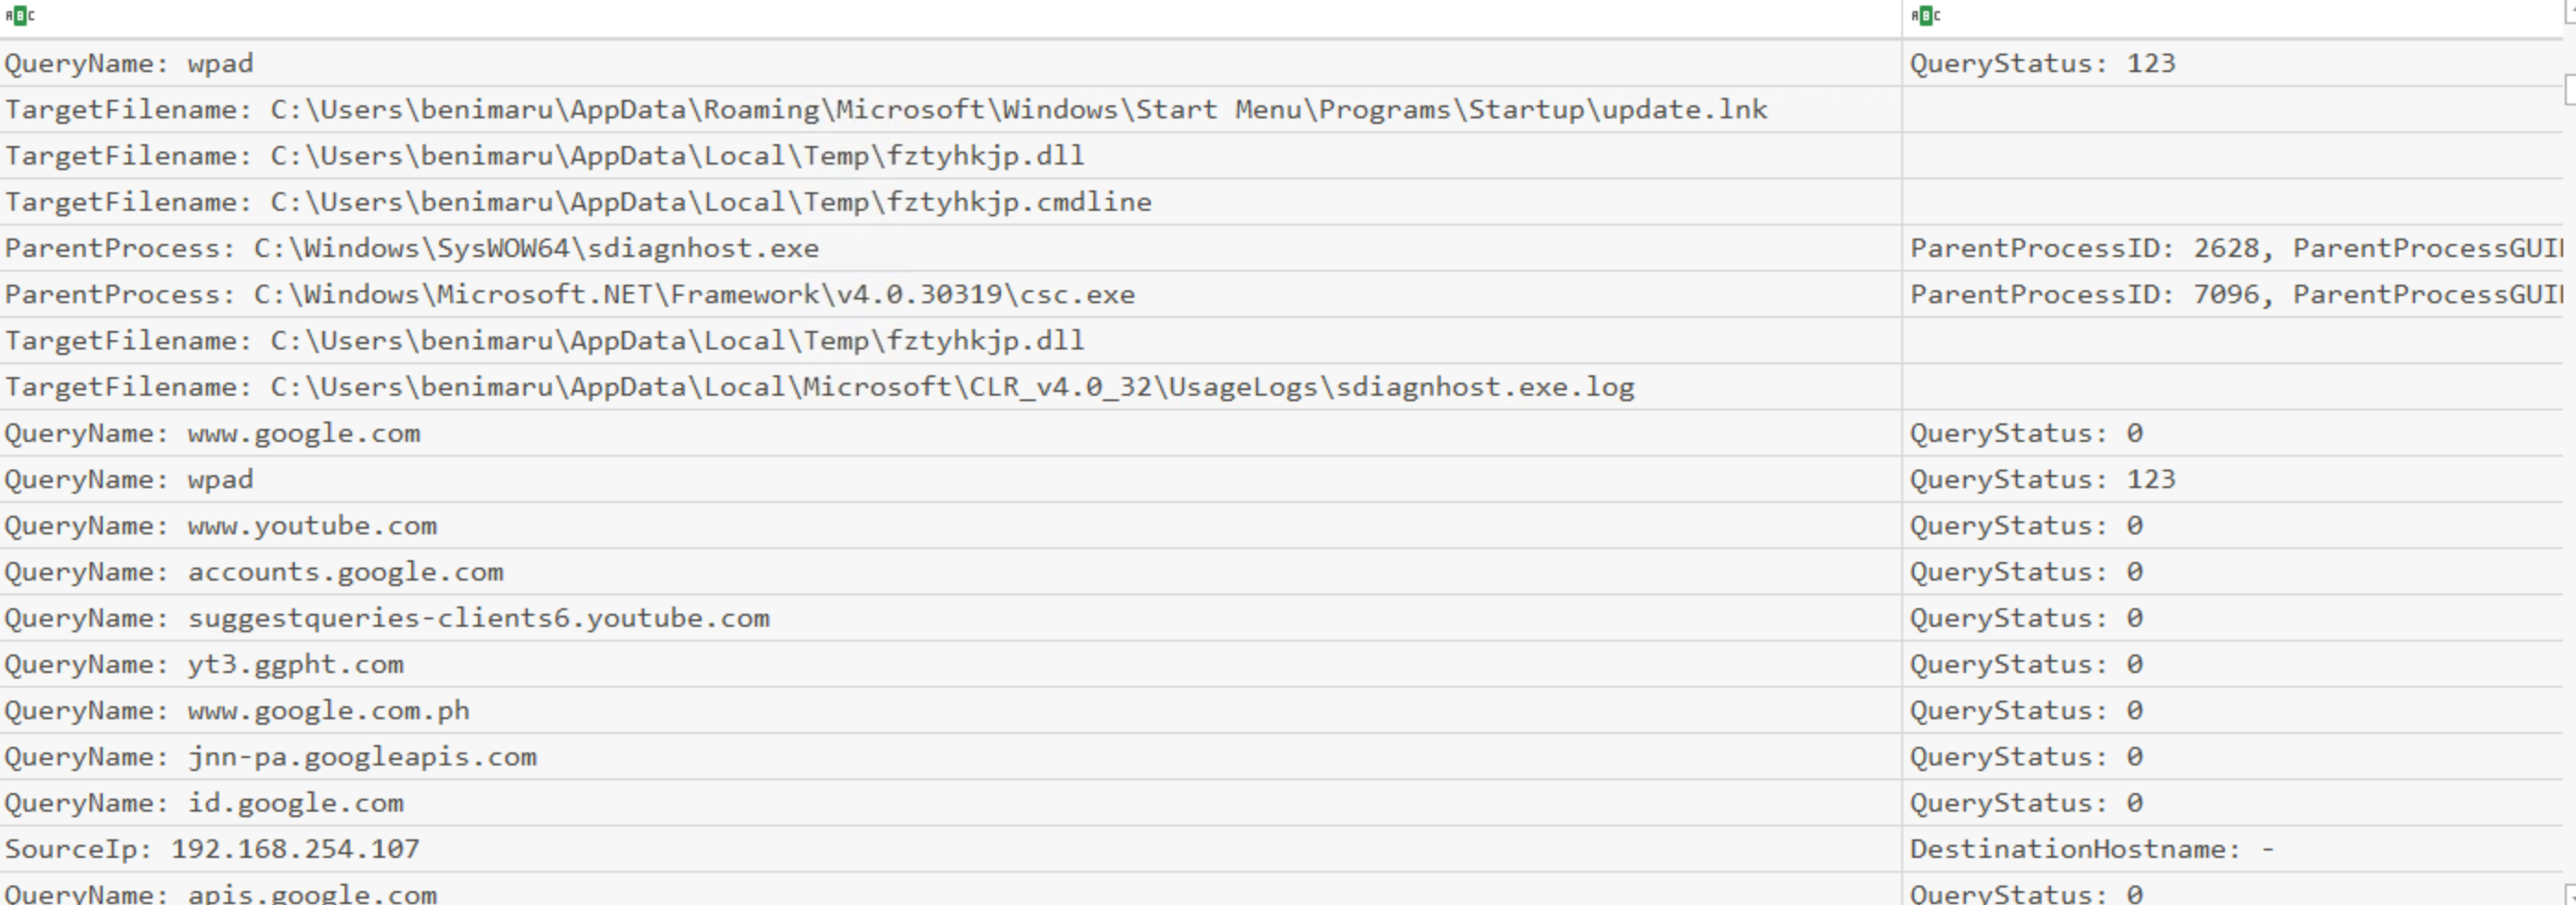 ABC ABC
QueryName: wpad QueryStatus: 123
TargetFilename: C:\Users\benimaru\AppData\Roaming\Microsoft\Windows\Start Menu\Programs\Startup\update.lnk
TargetFilename: C:\Users\benimaru\AppData\Local\Temp\fztyhkjp.dll
TargetFilename: C:\Users\benimaru\AppData\Local\Temp\fztyhkjp.cmdline
ParentProcess: C:\Windows\SysWOW64\sdiagnhost.exe ParentProcessID: 2628, ParentProcessGUI
ParentProcess: C:\Windows\Microsoft.NET\Framework\v4.0.30319\csc.exe ParentProcessID: 7096, ParentProcessGUI
TargetFilename: C:\Users\benimaru\AppData\Local\Temp\fztyhkjp.dll
TargetFilename: C:\Users\benimaru\AppData\Local\Microsoft\CLR_v4.0_32\UsageLogs\sdiagnhost.exe.log
QueryName: www.google.com QueryStatus: 0
QueryName: wpad QueryStatus: 123
QueryName: www.youtube.com QueryStatus: 0
QueryName: accounts.google.com QueryStatus: 0
QueryName: suggestqueries-clients6.youtube.com QueryStatus: 0
QueryName: yt3.ggpht.com QueryStatus: 0
QueryName: www.google.com.ph QueryStatus: 0
QueryName: jnn-pa.googleapis.com QueryStatus: 0
QueryName: id.google.com QueryStatus: 0
SourceIp: 192.168.254.107 DestinationHostname: -
QueryName: apis.google.com QueryStatus: 0